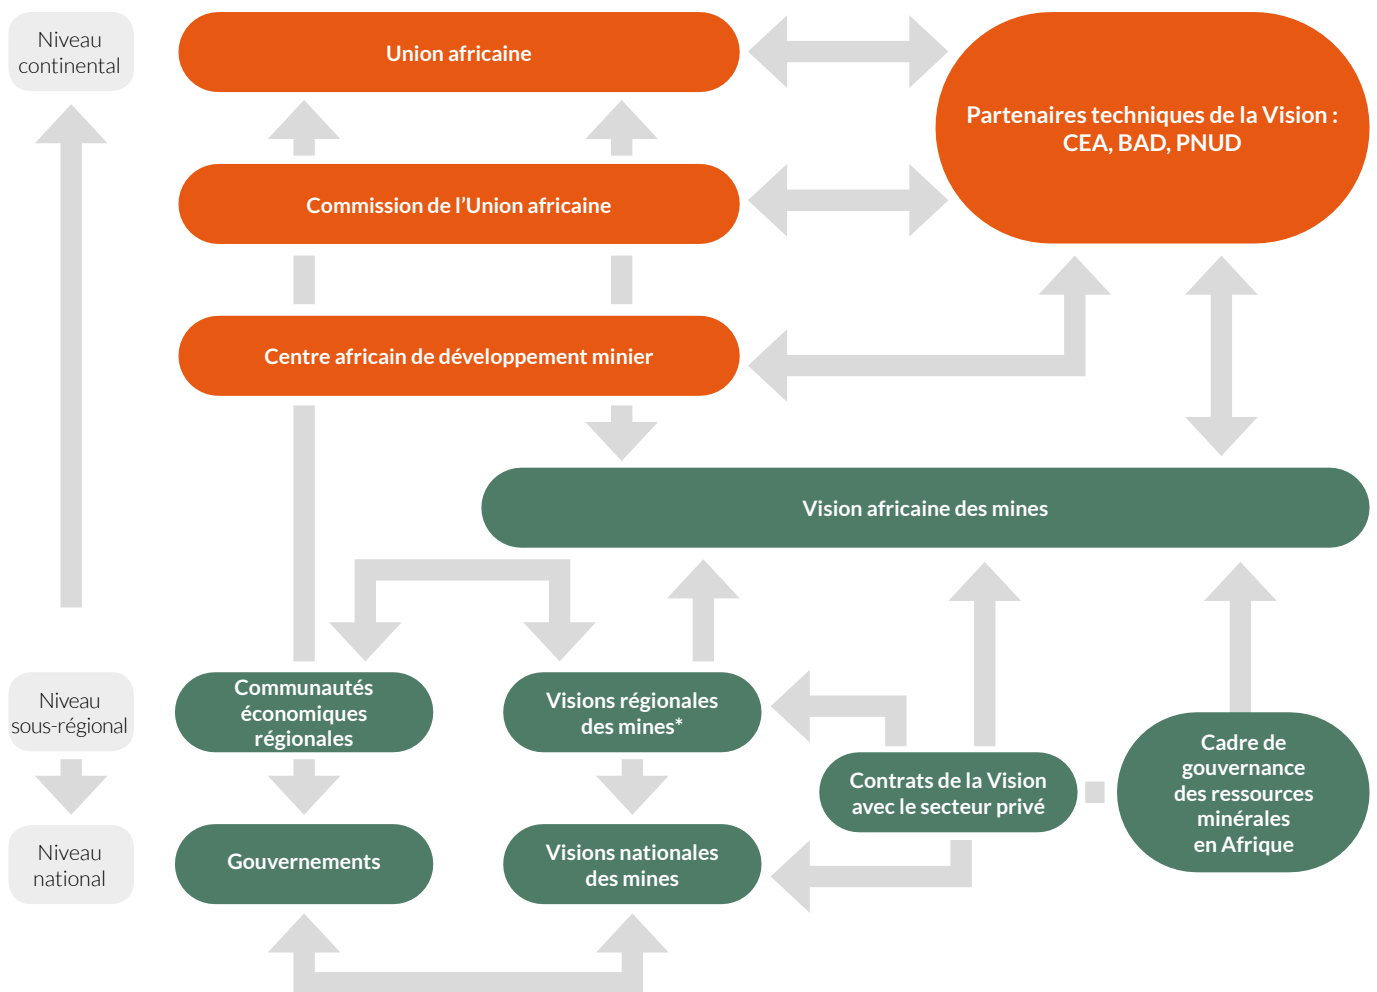 Niveau
continental
Union africaine
Partenaires techniques de la Vision :
CEA, BAD, PNUD
Commission de l’Union africaine
Centre africain de développement minier
Vision africaine des mines
Niveau
sous-régional
Communautés
économiques
régionales
Visions régionales
des mines*
Contrats de la Vision
avec le secteur privé
Cadre de
gouvernance
des ressources
minérales
en Afrique
Niveau
national
Gouvernements
Visions nationales
des mines